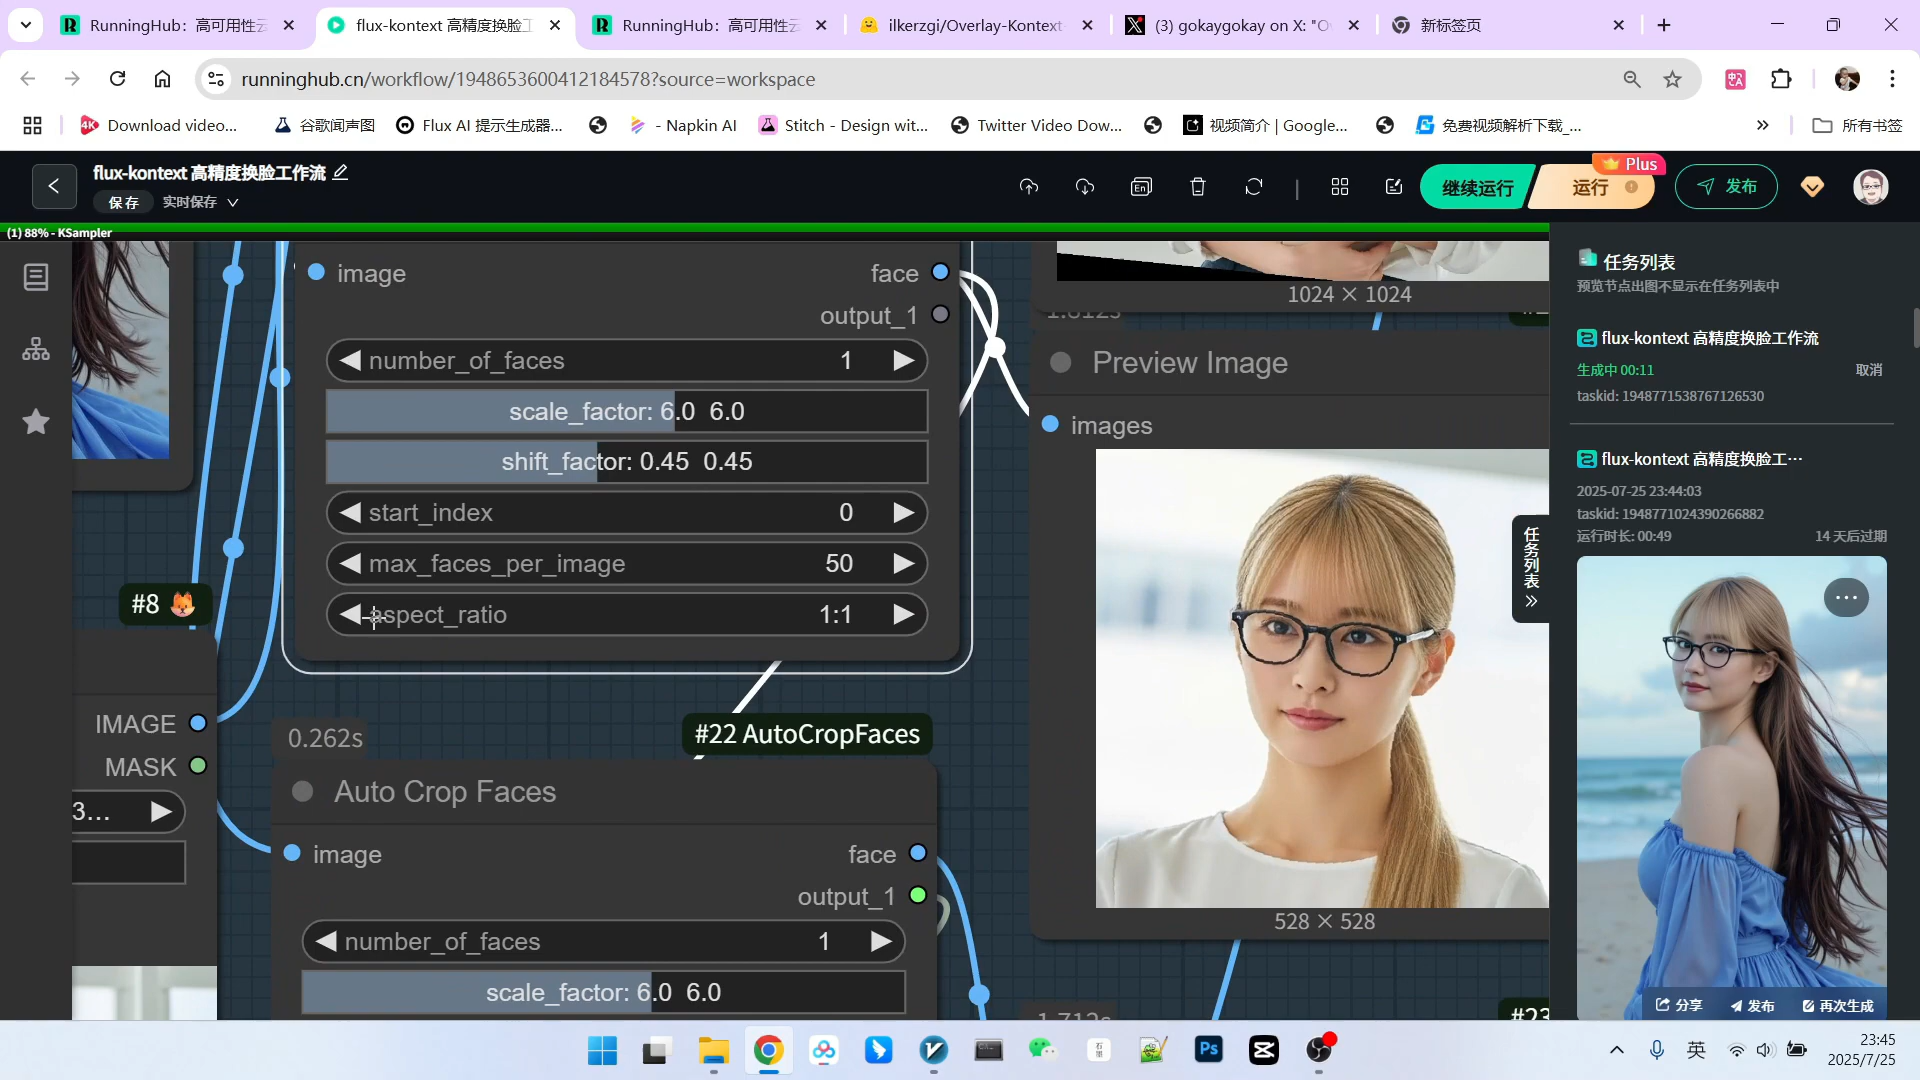 RunningHub：高可用性云
flux-kontext 高精度换脸工
RunningHub：高可用性云
ilkerzgi/Overlay-Kontext-
(3) gokaygokay on X: "O
新标签页
runninghub.cn/workflow/1948653600412184578?source=workspace
Download video...
谷歌闻声图
Flux AI 提示生成器...
- Napkin AI
Stitch - Design wit...
Twitter Video Dow...
视频简介 | Google...
免费视频解析下载_...
所有书签
flux-kontext 高精度换脸工作流
保存
实时保存
En
继续运行
运行
Plus
发布
(1) 88% - KSampler
image
face
output_1
number_of_faces
1
scale_factor: 6.0 6.0
shift_factor: 0.45 0.45
start_index
0
max_faces_per_image
50
aspect_ratio
1:1
#8
IMAGE
MASK
3...
0.262s
#22 AutoCropFaces
Auto Crop Faces
image
face
output_1
number_of_faces
1
scale_factor: 6.0 6.0
1024 × 1024
Preview Image
images
528 × 528
1.712s
#23
任务列表
任务列表
预览节点出图不显示在任务列表中
flux-kontext 高精度换脸工作流
生成中 00:11
取消
taskid: 1948771538767126530
flux-kontext 高精度换脸工···
2025-07-25 23:44:03
taskid: 1948771024390266882
运行时长: 00:49
14 天后过期
分享
发布
再次生成
Ps
英
23:45
2025/7/25